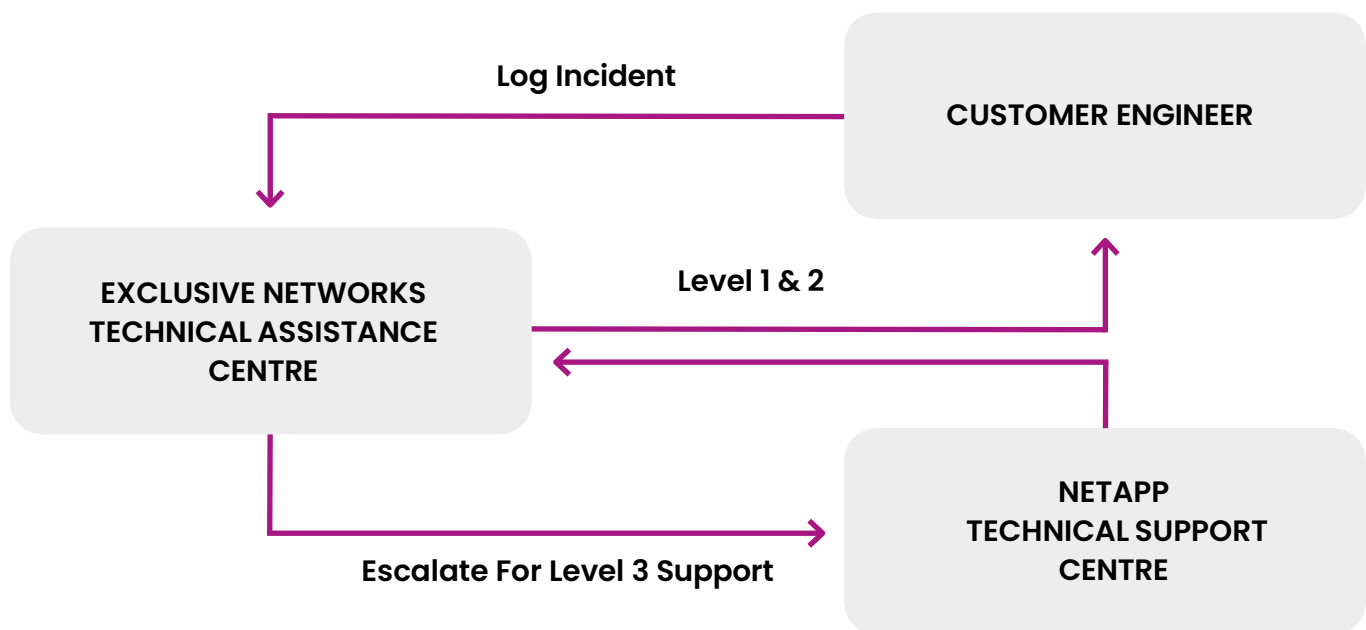 Log Incident
CUSTOMER ENGINEER
EXCLUSIVE NETWORKS
TECHNICAL ASSISTANCE
CENTRE
Level 1 & 2
NETAPP
TECHNICAL SUPPORT
CENTRE
Escalate For Level 3 Support